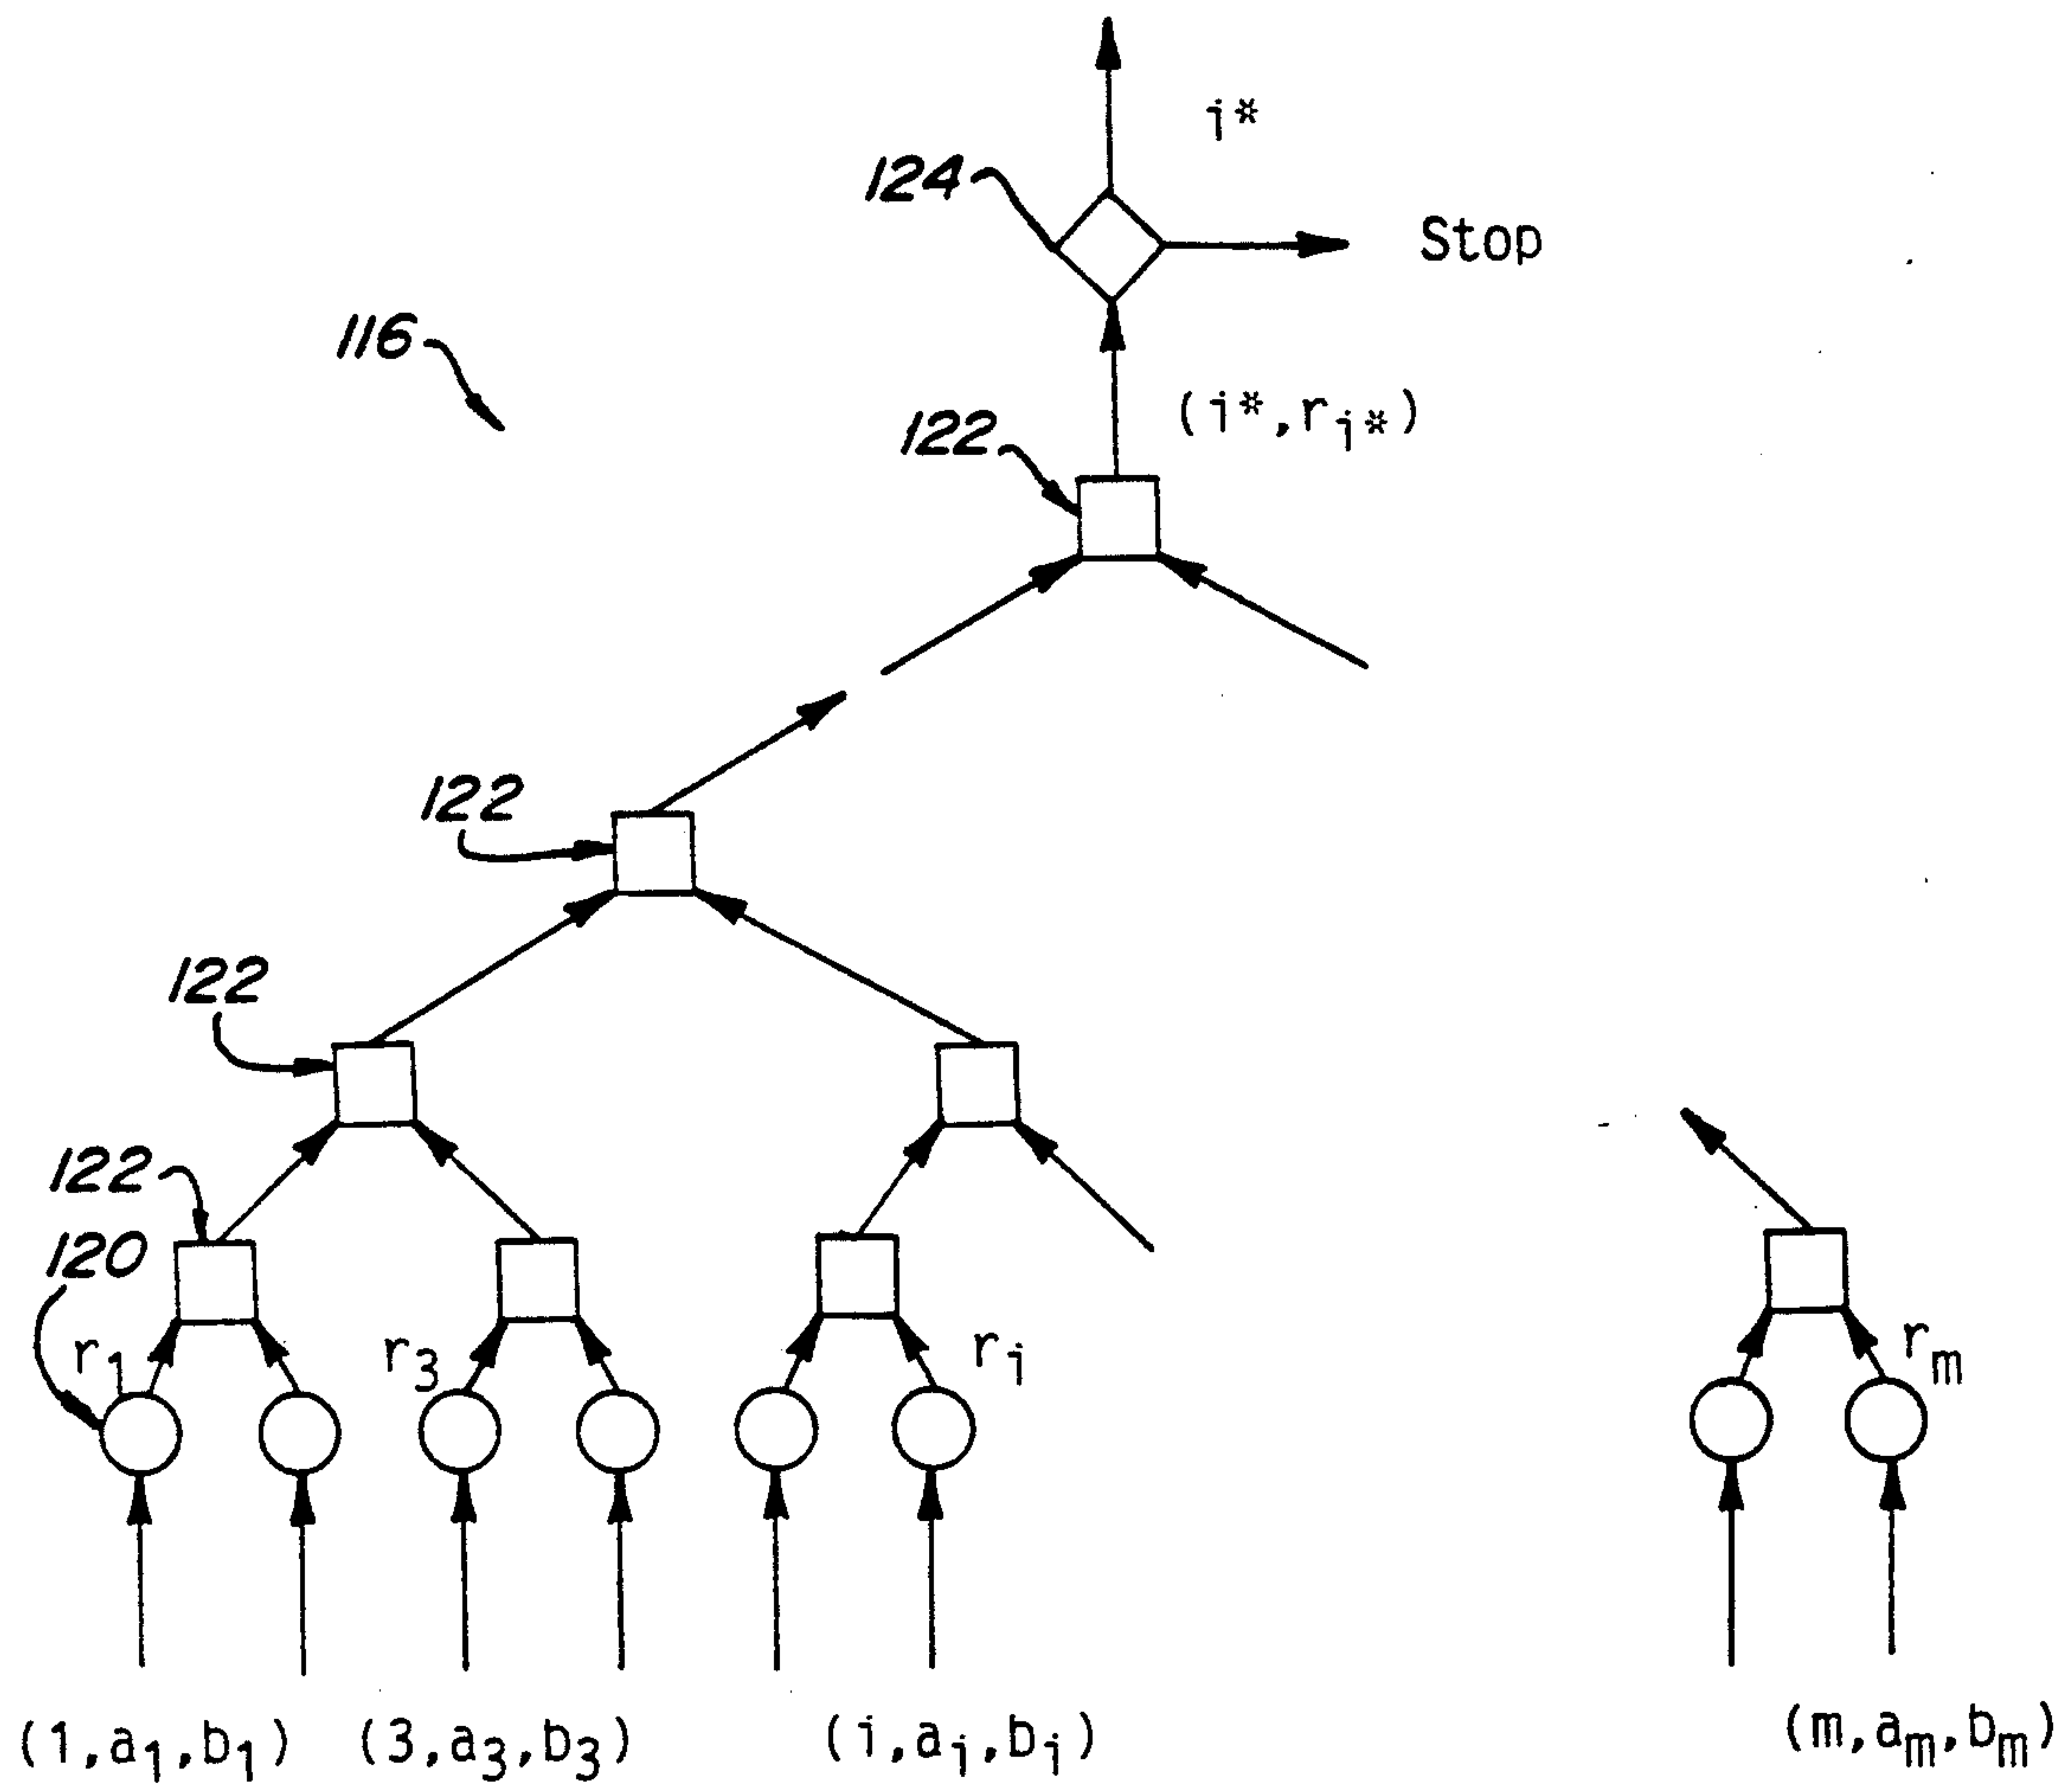 i*
124
Stop
116
(i*,ri*)
122
122
122
122
120
r1
r3
ri
rm
(1,a1,b1)
(3,a3,b3)
(i,ai,bi)
(m,am,bm)